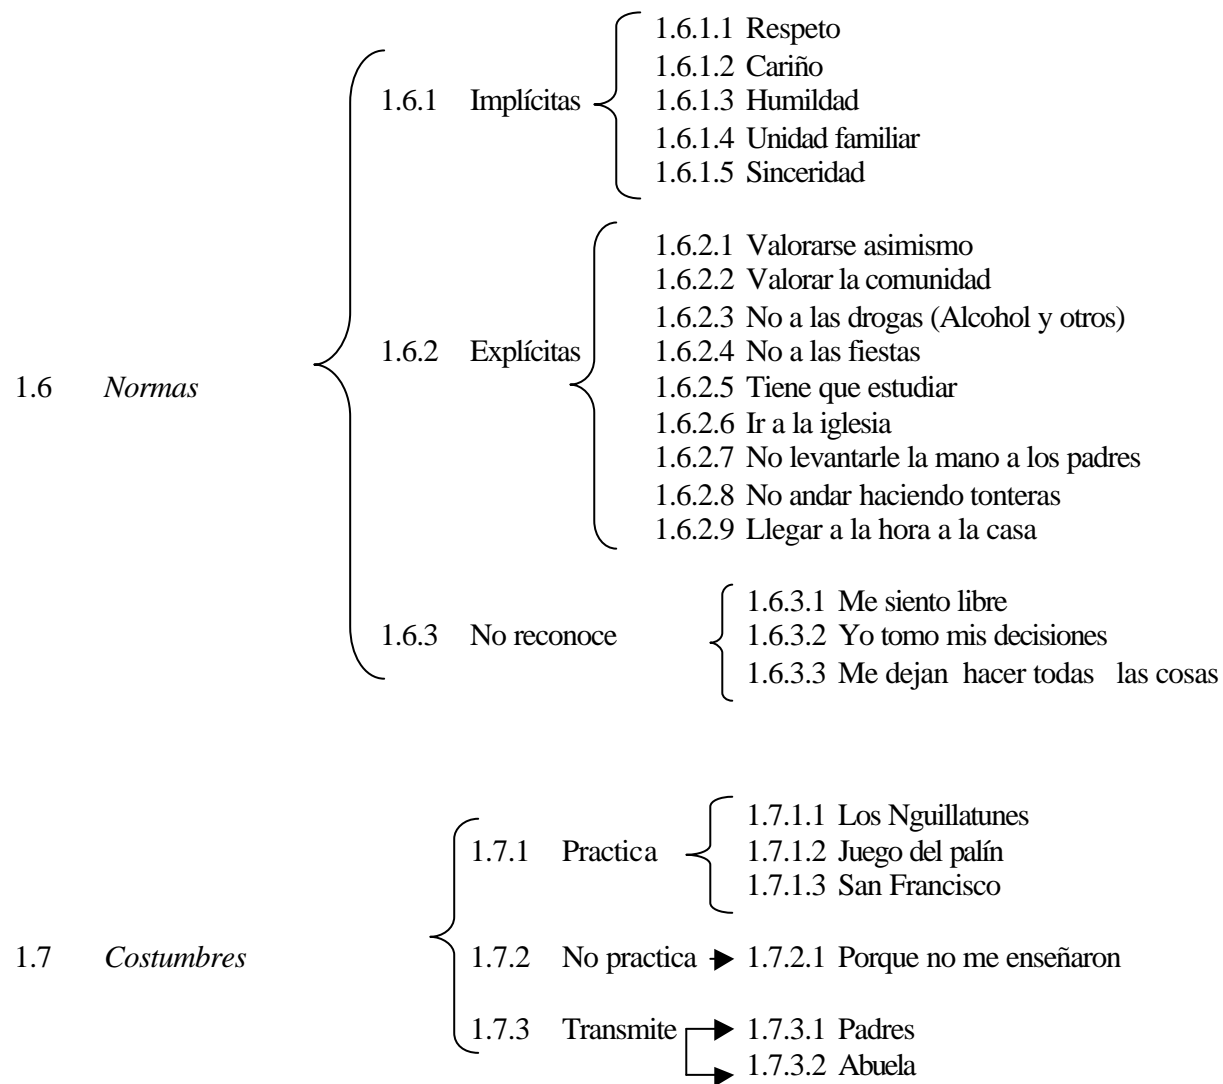 1.6.1.1 Respeto
1.6.1.2 Cariño
1.6.1 Implícitas
1.6.1.3 Humildad
1.6.1.4 Unidad familiar
1.6.1.5 Sinceridad
1.6.2.1 Valorarse asimismo
1.6.2.2 Valorar la comunidad
1.6.2.3 No a las drogas (Alcohol y otros)
1.6.2 Explícitas
1.6.2.4 No a las fiestas
1.6 Normas
1.6.2.5 Tiene que estudiar
1.6.2.6 Ir a la iglesia
1.6.2.7 No levantarle la mano a los padres
1.6.2.8 No andar haciendo tonteras
1.6.2.9 Llegar a la hora a la casa
1.6.3.1 Me siento libre
1.6.3 No reconoce
1.6.3.2 Yo tomo mis decisiones
1.6.3.3 Me dejan hacer todas las cosas
1.7.1.1 Los Nguillatunes
1.7.1 Practica
1.7.1.2 Juego del palín
1.7.1.3 San Francisco
1.7 Costumbres
1.7.2 No practica
1.7.2.1 Porque no me enseñaron
1.7.3 Transmite
1.7.3.1 Padres
1.7.3.2 Abuela